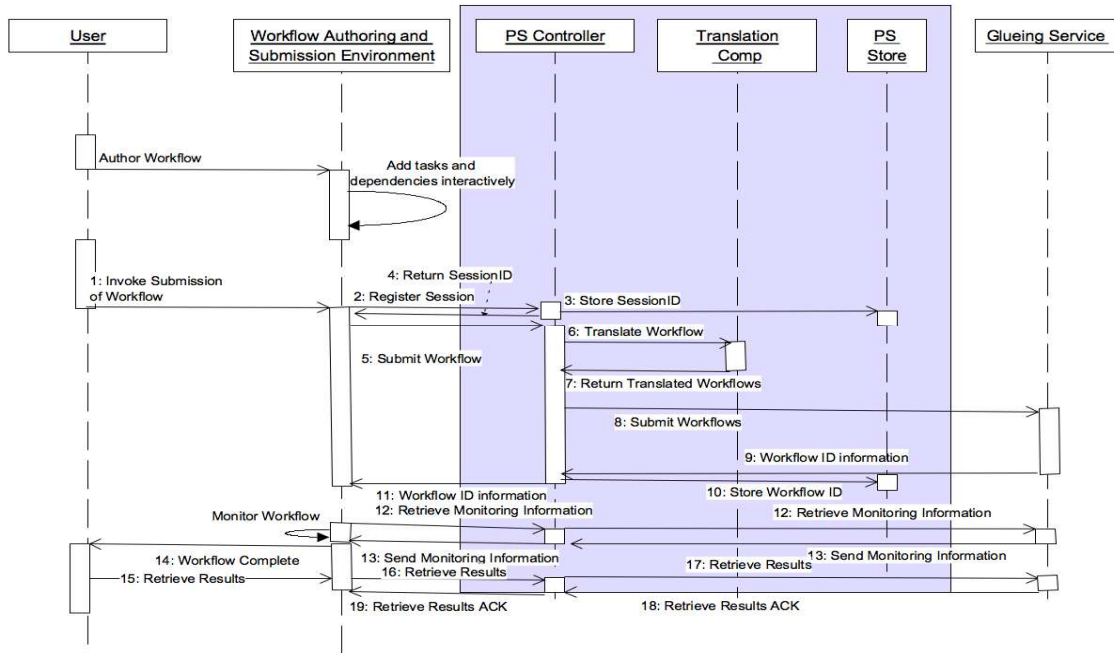 User
Workflow Authoring and
Submission Environment
PS Controller
Translation
Comp
PS
Store
Glueing Service
Author Workflow
Add tasks and
dependencies interactively
1: Invoke Submission
of Workflow
4: Return SessionID
2: Register Session
3: Store SessionID
6: Translate Workflow
5: Submit Workflow
7: Return Translated Workflows
8: Submit Workflows
9: Workflow ID information
10: Store Workflow ID
11: Workflow ID information
12: Retrieve Monitoring Information
12: Retrieve Monitoring Information
Monitor Workflow
13: Send Monitoring Information
13: Send Monitoring Information
14: Workflow Complete
15: Retrieve Results
16: Retrieve Results
17: Retrieve Results
18: Retrieve Results ACK
19: Retrieve Results ACK